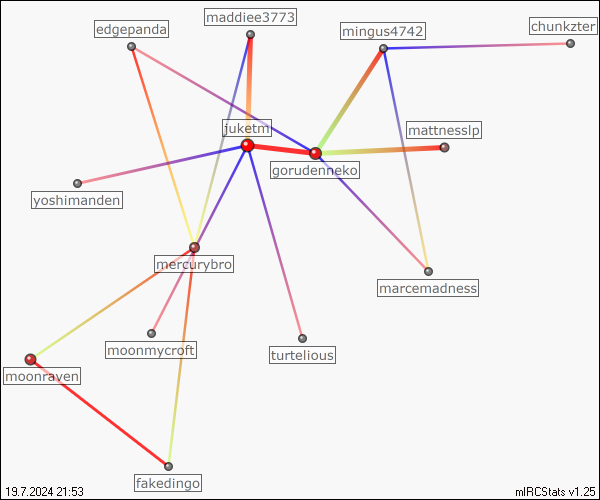 maddiee3773
chunkzter
edgepanda
mingus4742
juketm
mattnesslp
gorudenneko
yoshimanden
mercurybro
marcemadness
moonmycroft
turtelious
moonraven
fakedingo
19.7.2024 21:53
mIRCStats v1.25